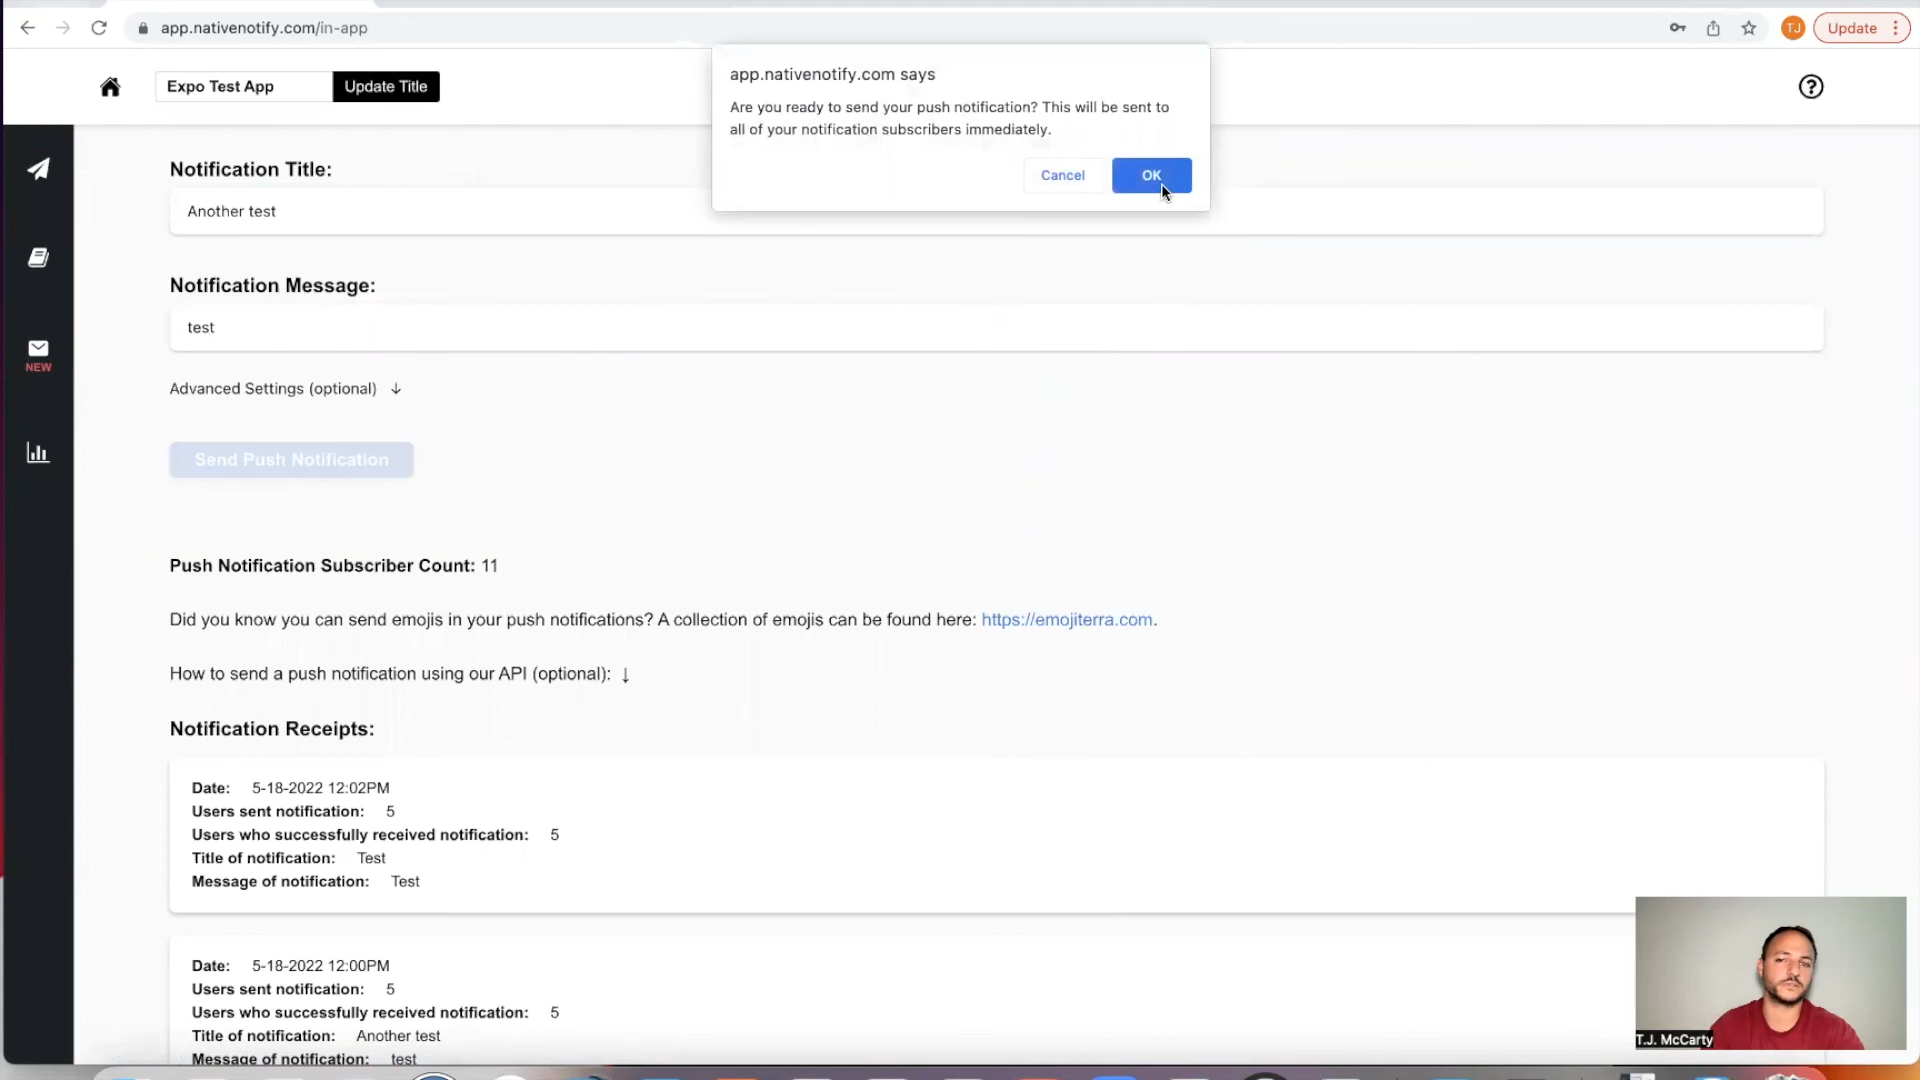 app.nativenotify.com/in-app
TJ
Update
Expo Test App
Update Title
app.nativenotify.com says
Are you ready to send your push notification? This will be sent to
all of your notification subscribers immediately.
Cancel
OK
Notification Title:
Another test
Notification Message:
test
NEW
Advanced Settings (optional) ↓
Send Push Notification
Push Notification Subscriber Count: 11
Did you know you can send emojis in your push notifications? A collection of emojis can be found here: https://emojiterra.com.
How to send a push notification using our API (optional): ↓
Notification Receipts:
Date: 5-18-2022 12:02PM
Users sent notification: 5
Users who successfully received notification: 5
Title of notification: Test
Message of notification: Test
Date: 5-18-2022 12:00PM
Users sent notification: 5
Users who successfully received notification: 5
Title of notification: Another test
Message of notification: test
T.J. McCarty